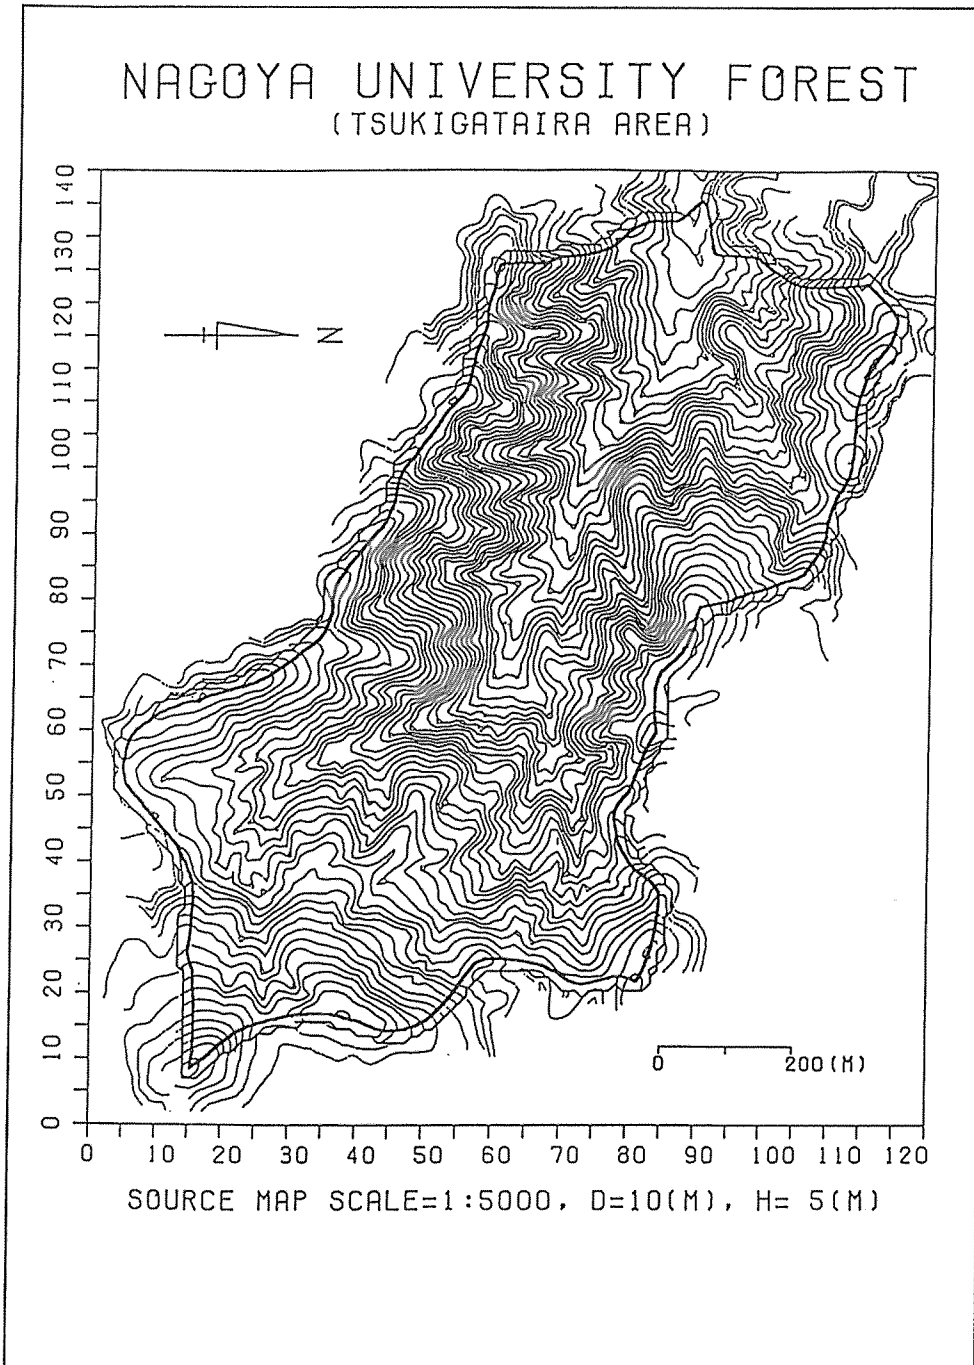 NAGOYA UNIVERSITY FOREST
(TSUKIGATAIRA AREA)
140
130
120
110
100
90
80
70
60
50
40
30
20
10
0
N
0 200(M)
0 10 20 30 40 50 60 70 80 90 100 110 120
SOURCE MAP SCALE=1:5000, D=10(M), H= 5(M)